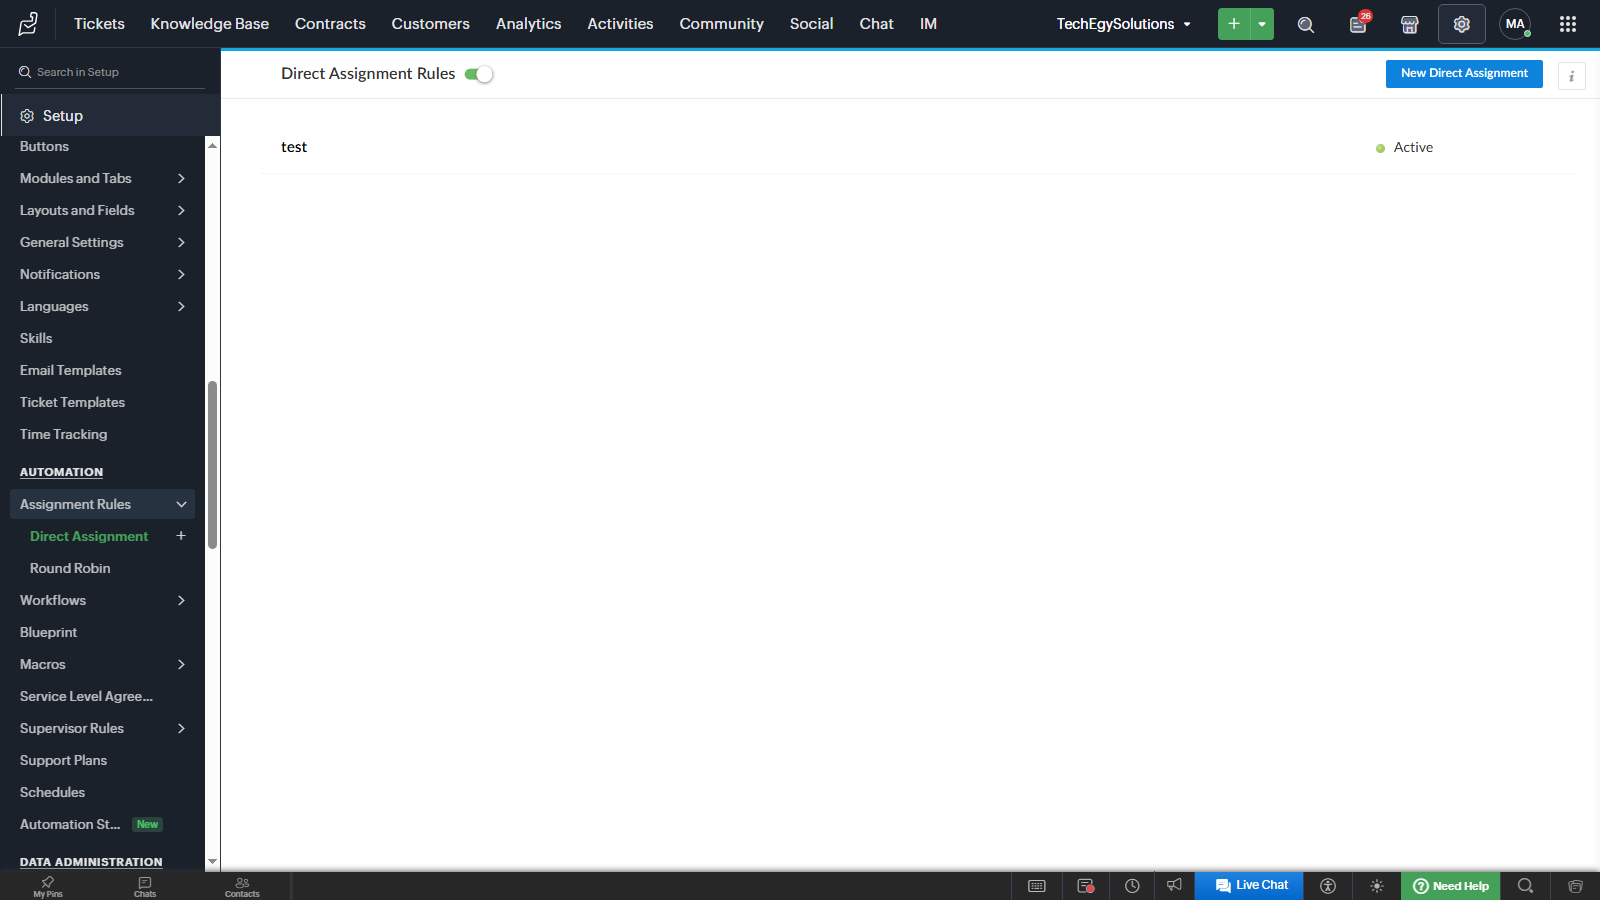 Tickets Knowledge Base Contracts Customers Analytics Activities Community Social Chat IM TechEgySolutions 26 MA
Search in Setup
Direct Assignment Rules New Direct Assignment i
Setup
test Active
Buttons
Modules and Tabs
Layouts and Fields
General Settings
Notifications
Languages
Skills
Email Templates
Ticket Templates
Time Tracking
AUTOMATION
Assignment Rules
Direct Assignment +
Round Robin
Workflows
Blueprint
Macros
Service Level Agree...
Supervisor Rules
Support Plans
Schedules
Automation St... New
DATA ADMINISTRATION
My Pins Chats Contacts Live Chat Need Help